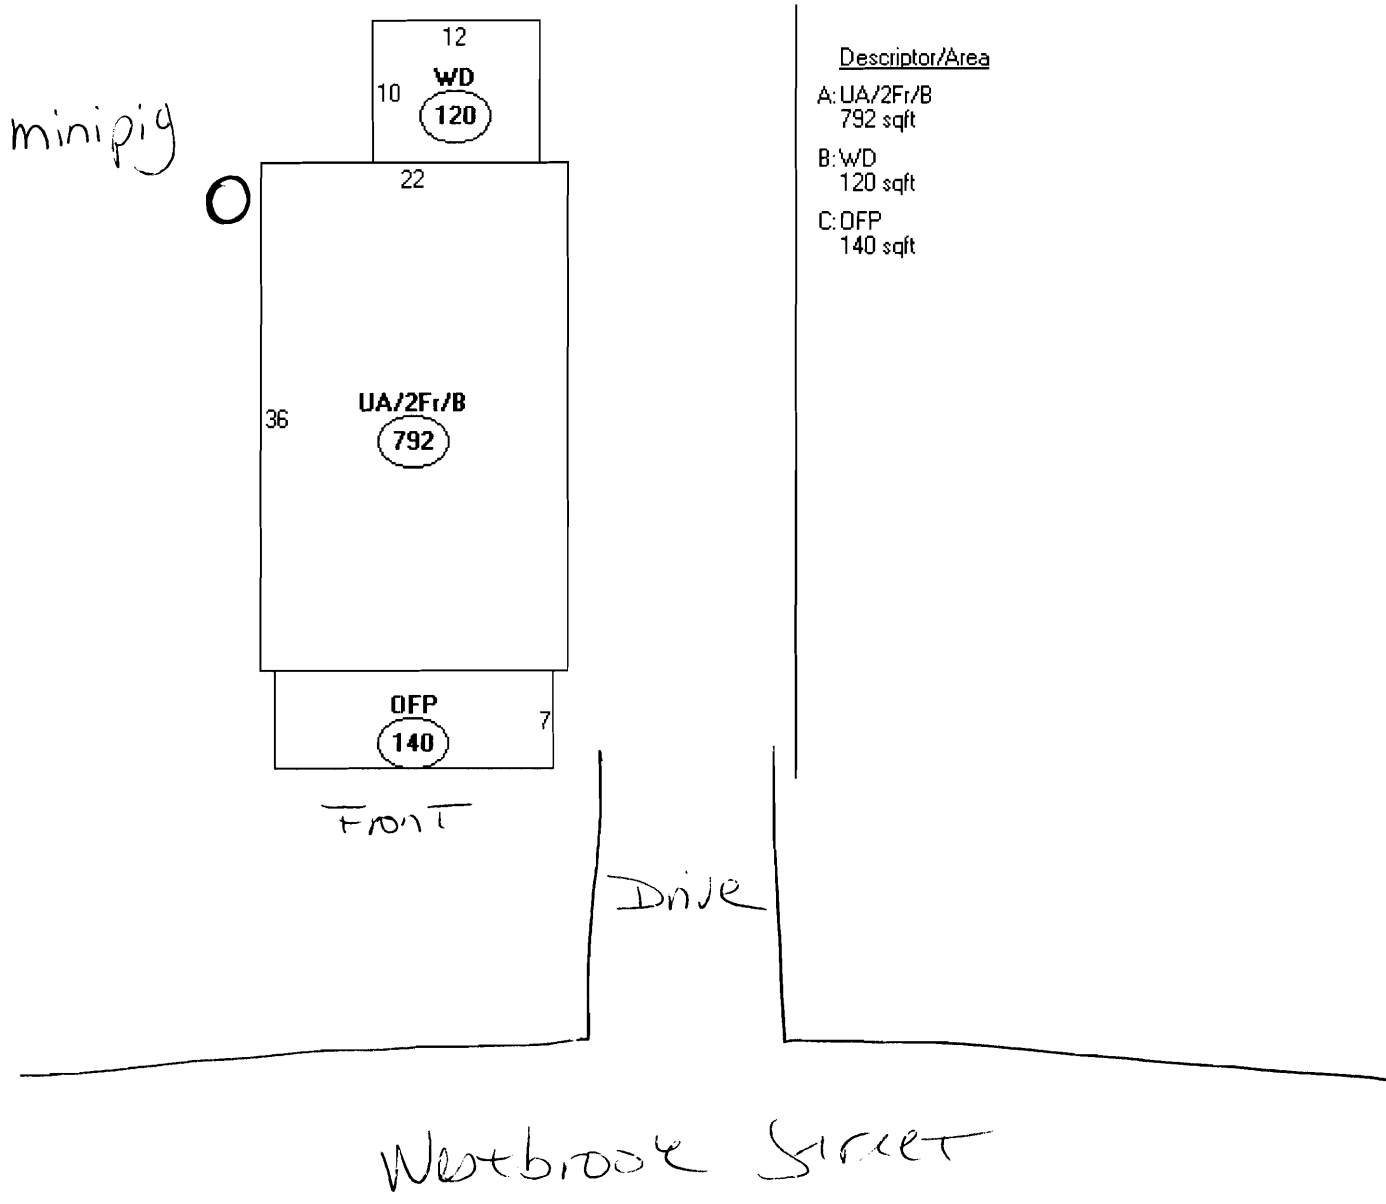 12
WD
10
120
minipig
22
36
UA/2Fr/B
792
OFP
7
140
Front
Drive
Westbrook Street
Descriptor/Area
A:UA/2Fr/B
792 sqft
B:WD
120 sqft
C:OFP
140 sqft